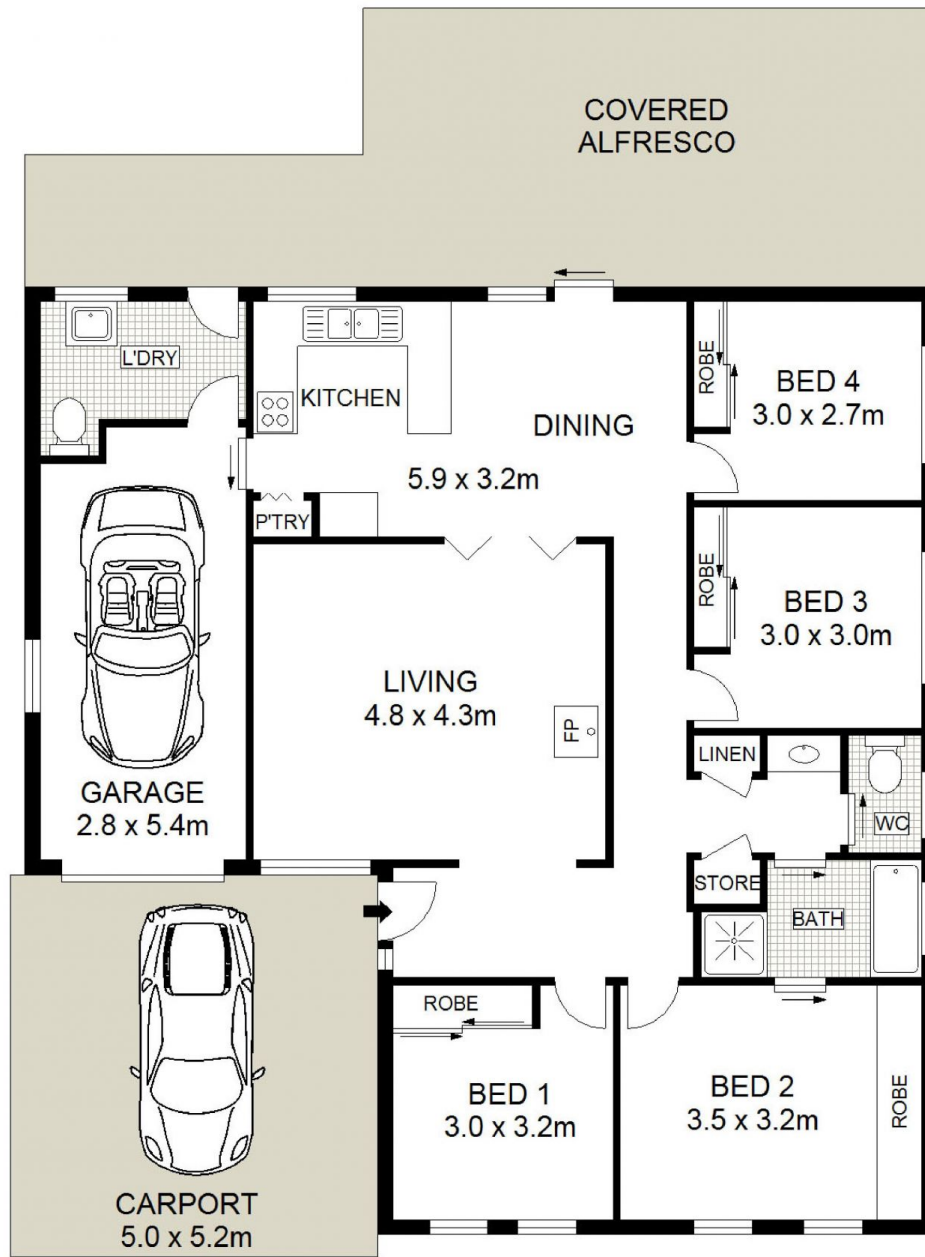 COVERED
ALFRESCO
L'DRY
KITCHEN
DINING
5.9 x 3.2m
P'TRY
ROBE
BED 4
3.0 x 2.7m
ROBE
BED 3
3.0 x 3.0m
LIVING
4.8 x 4.3m
FP
GARAGE
2.8 x 5.4m
LINEN
WC
STORE
BATH
ROBE
BED 1
3.0 x 3.2m
BED 2
3.5 x 3.2m
ROBE
CARPORT
5.0 x 5.2m